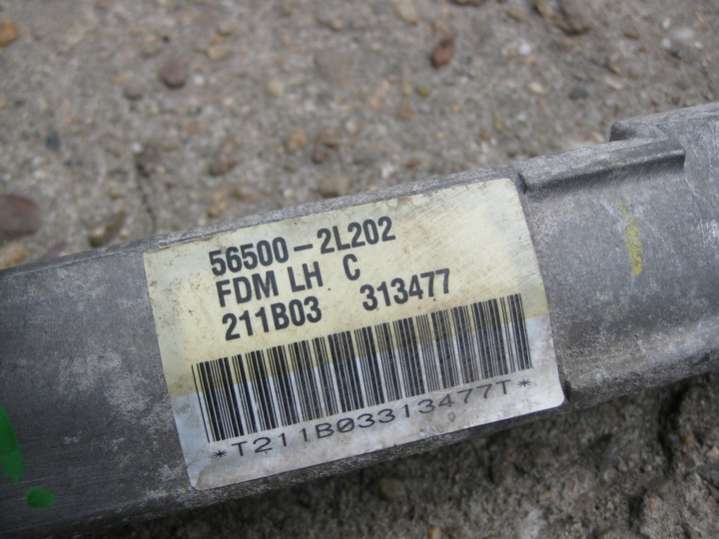 56500-2L202
FDM LH C
211B03 313477
*T211B03313477T*